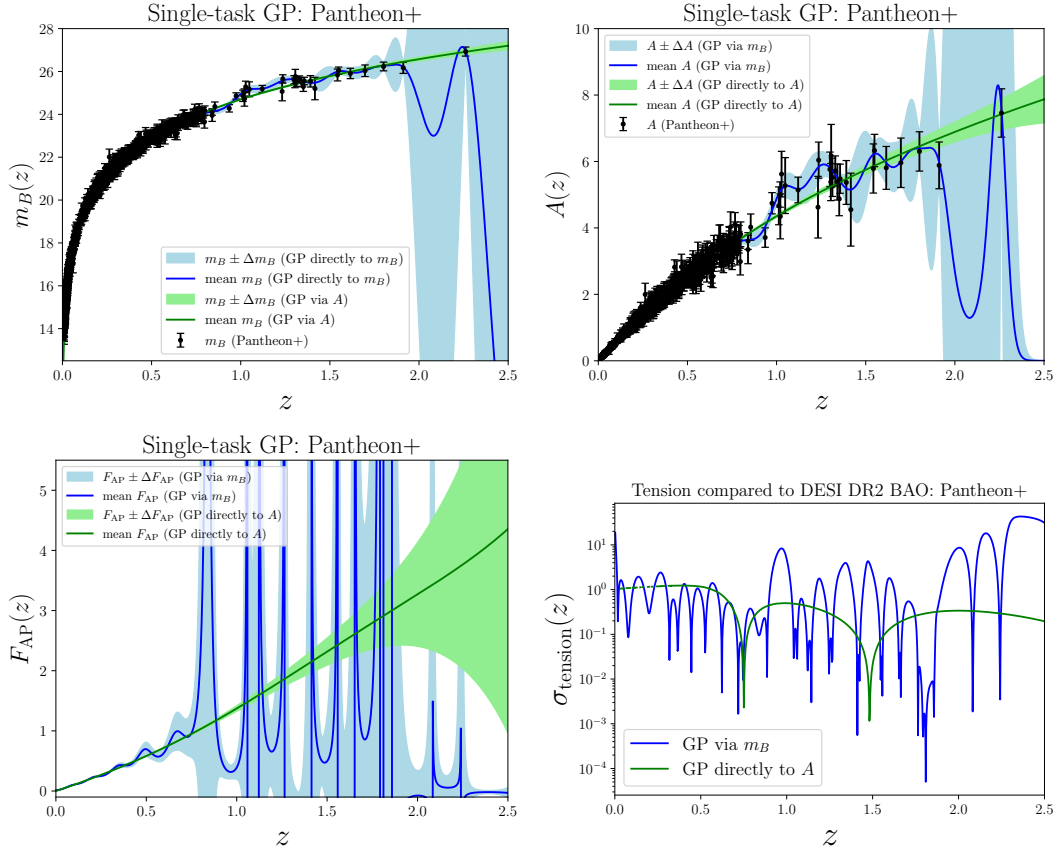 Single-task GP: Pantheon+
28
26
24
22
20
18
16
14
m_B(z)
m_B ± Δm_B (GP directly to m_B)
mean m_B (GP directly to m_B)
m_B ± Δm_B (GP via A)
mean m_B (GP via A)
m_B (Pantheon+)
0.0 0.5 1.0 1.5 2.0 2.5
z
Single-task GP: Pantheon+
10
8
6
4
2
0
A(z)
A ± ΔA (GP via m_B)
mean A (GP via m_B)
A ± ΔA (GP directly to A)
mean A (GP directly to A)
A (Pantheon+)
0.0 0.5 1.0 1.5 2.0 2.5
z
Single-task GP: Pantheon+
5
4
3
2
1
0
F_AP(z)
F_AP ± ΔF_AP (GP via m_B)
mean F_AP (GP via m_B)
F_AP ± ΔF_AP (GP directly to A)
mean F_AP (GP directly to A)
0.0 0.5 1.0 1.5 2.0 2.5
z
Tension compared to DESI DR2 BAO: Pantheon+
10^1
10^0
10^−1
10^−2
10^−3
10^−4
σ_tension(z)
GP via m_B
GP directly to A
0.0 0.5 1.0 1.5 2.0 2.5
z